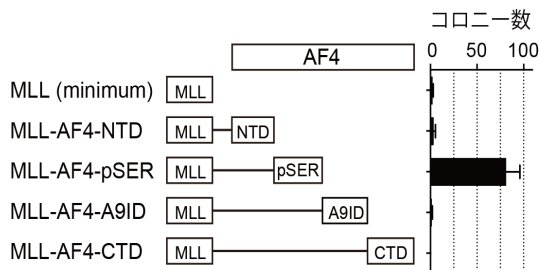 コロニー数
AF4
0 50 100
MLL (minimum) MLL
MLL-AF4-NTD MLL NTD
MLL-AF4-pSER MLL pSER
MLL-AF4-A9ID MLL A9ID
MLL-AF4-CTD MLL CTD